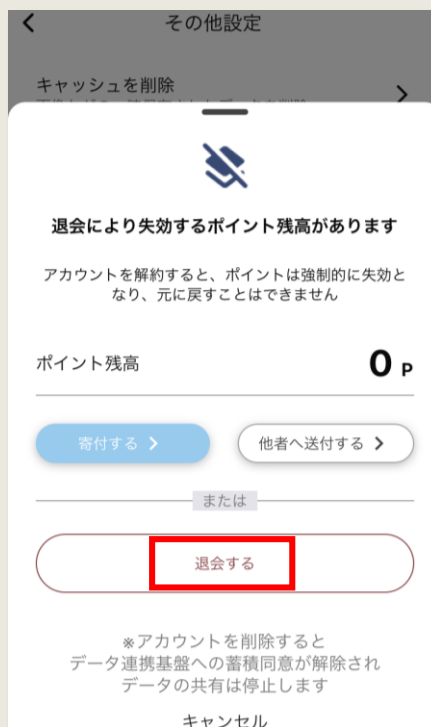 その他設定
キャッシュを削除
退会により失効するポイント残高があります
アカウントを解約すると、ポイントは強制的に失効と
なり、元に戻すことはできません
ポイント残高
0 P
寄付する
他者へ送付する
または
退会する
※アカウントを削除すると
データ連携基盤への蓄積同意が解除され
データの共有は停止します
キャンセル